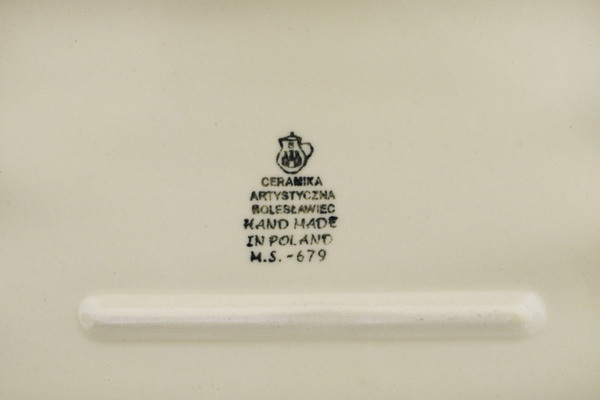 CERAMIKA
ARTYSTYCZNA
BOLESŁAWIEC
HAND MADE
IN POLAND
M.S. -679